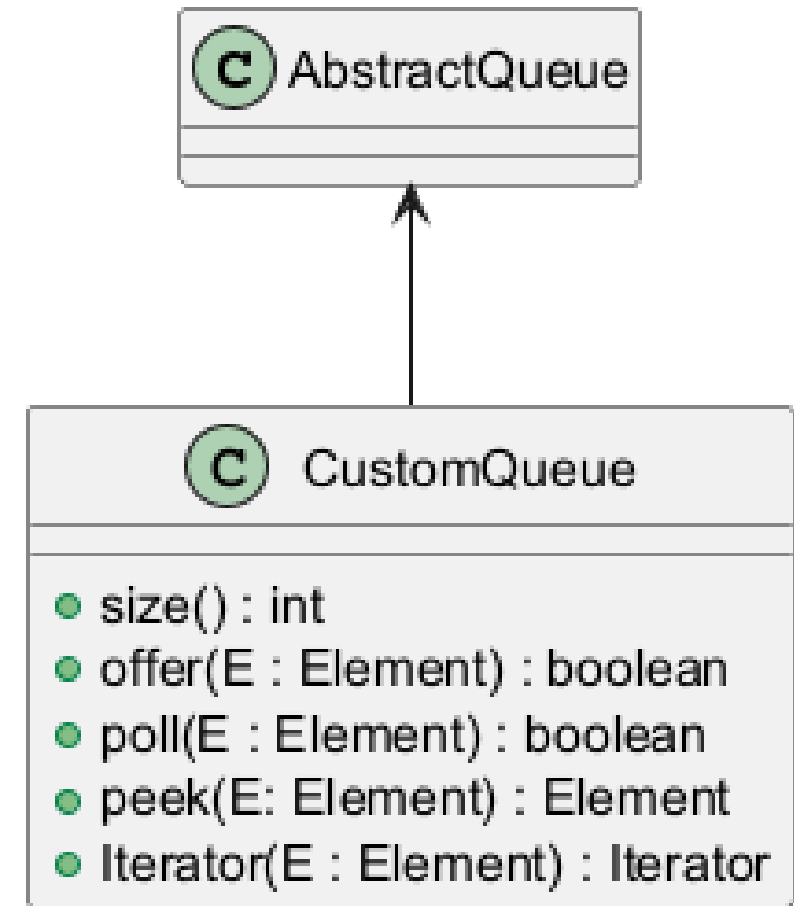 C AbstractQueue
C CustomQueue
size() : int
offer(E : Element) : boolean
poll(E : Element) : boolean
peek(E: Element) : Element
Iterator(E : Element) : Iterator